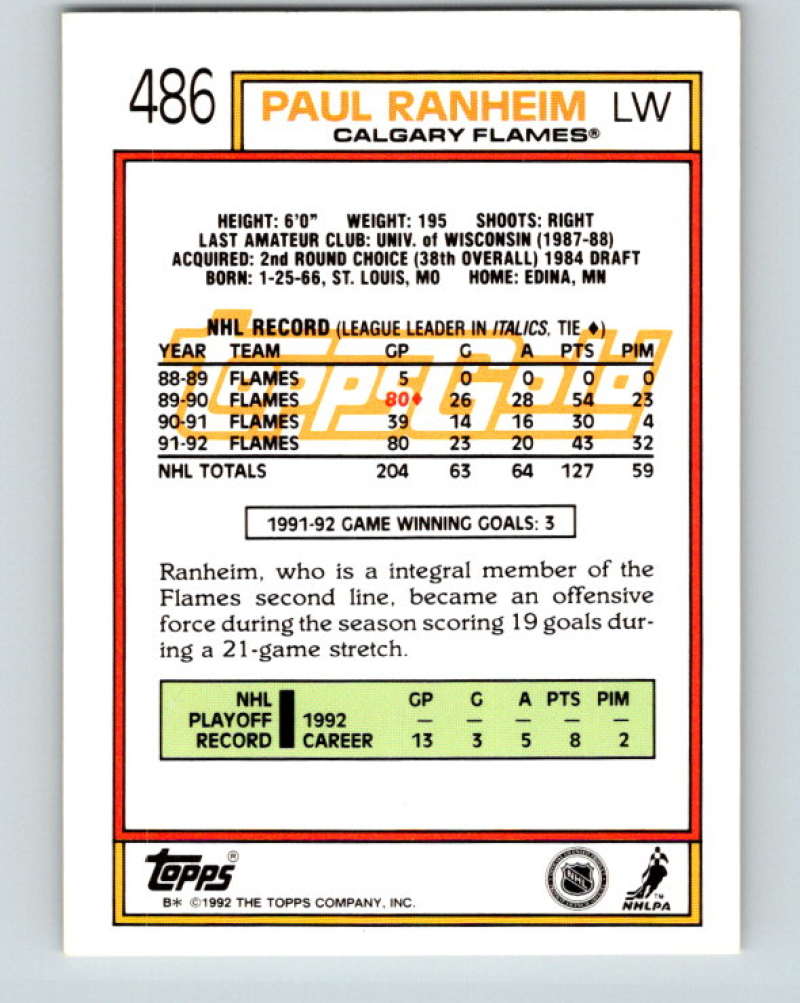 486 PAUL RANHEIM LW
CALGARY FLAMES®
HEIGHT: 6'0" WEIGHT: 195 SHOOTS: RIGHT
LAST AMATEUR CLUB: UNIV. of WISCONSIN (1987-88)
ACQUIRED: 2nd ROUND CHOICE (38th OVERALL) 1984 DRAFT
BORN: 1-25-66, ST. LOUIS, MO HOME: EDINA, MN
ToppsGold
NHL RECORD (LEAGUE LEADER IN ITALICS, TIE ♦)
YEAR TEAM GP G A PTS PIM
88-89 FLAMES 5 0 0 0 0
89-90 FLAMES 80♦ 26 28 54 23
90-91 FLAMES 39 14 16 30 4
91-92 FLAMES 80 23 20 43 32
NHL TOTALS 204 63 64 127 59
1991-92 GAME WINNING GOALS: 3
Ranheim, who is a integral member of the
Flames second line, became an offensive
force during the season scoring 19 goals dur-
ing a 21-game stretch.
NHL GP G A PTS PIM
PLAYOFF 1992 — — — — —
RECORD CAREER 13 3 5 8 2
Topps®
B* ©1992 THE TOPPS COMPANY, INC.
NHL
TM
NHLPA